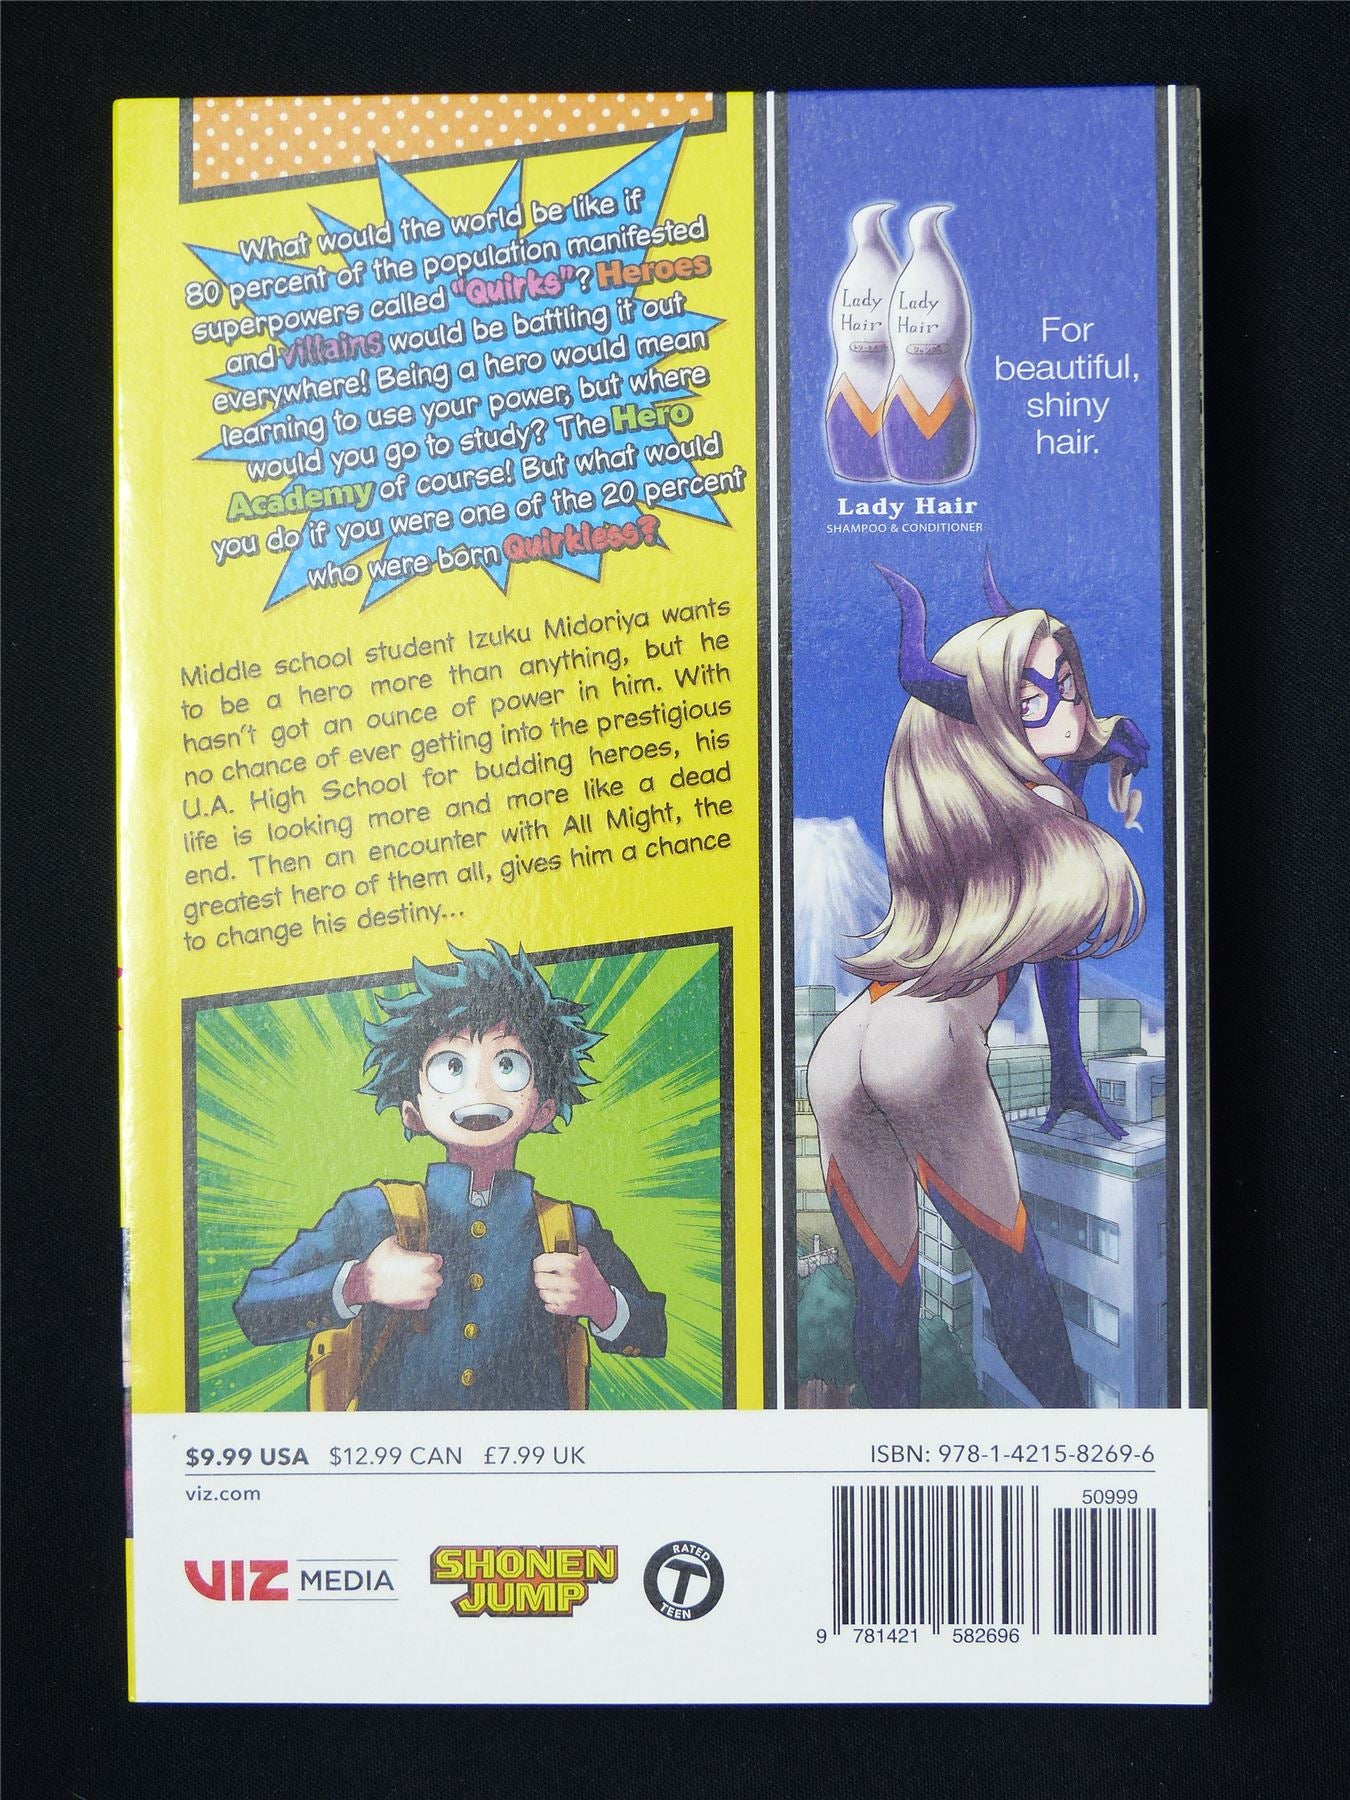 What would the world be like if
80 percent of the population manifested
superpowers called "Quirks"? Heroes
and villains would be battling it out
everywhere! Being a hero would mean
learning to use your power, but where
would you go to study? The Hero
Academy of course! But what would
you do if you were one of the 20 percent
who were born Quirkless?
Middle school student Izuku Midoriya wants
to be a hero more than anything, but he
hasn't got an ounce of power in him. With
no chance of ever getting into the prestigious
U.A. High School for budding heroes, his
life is looking more and more like a dead
end. Then an encounter with All Might, the
greatest hero of them all, gives him a chance
to change his destiny...
Lady
Hair
Lady
Hair
For
beautiful,
shiny
hair.
Lady Hair
SHAMPOO & CONDITIONER
$9.99 USA $12.99 CAN £7.99 UK
ISBN: 978-1-4215-8269-6
viz.com
50999
VIZ MEDIA
SHONEN
JUMP
RATED
T
TEEN
9 781421 582696